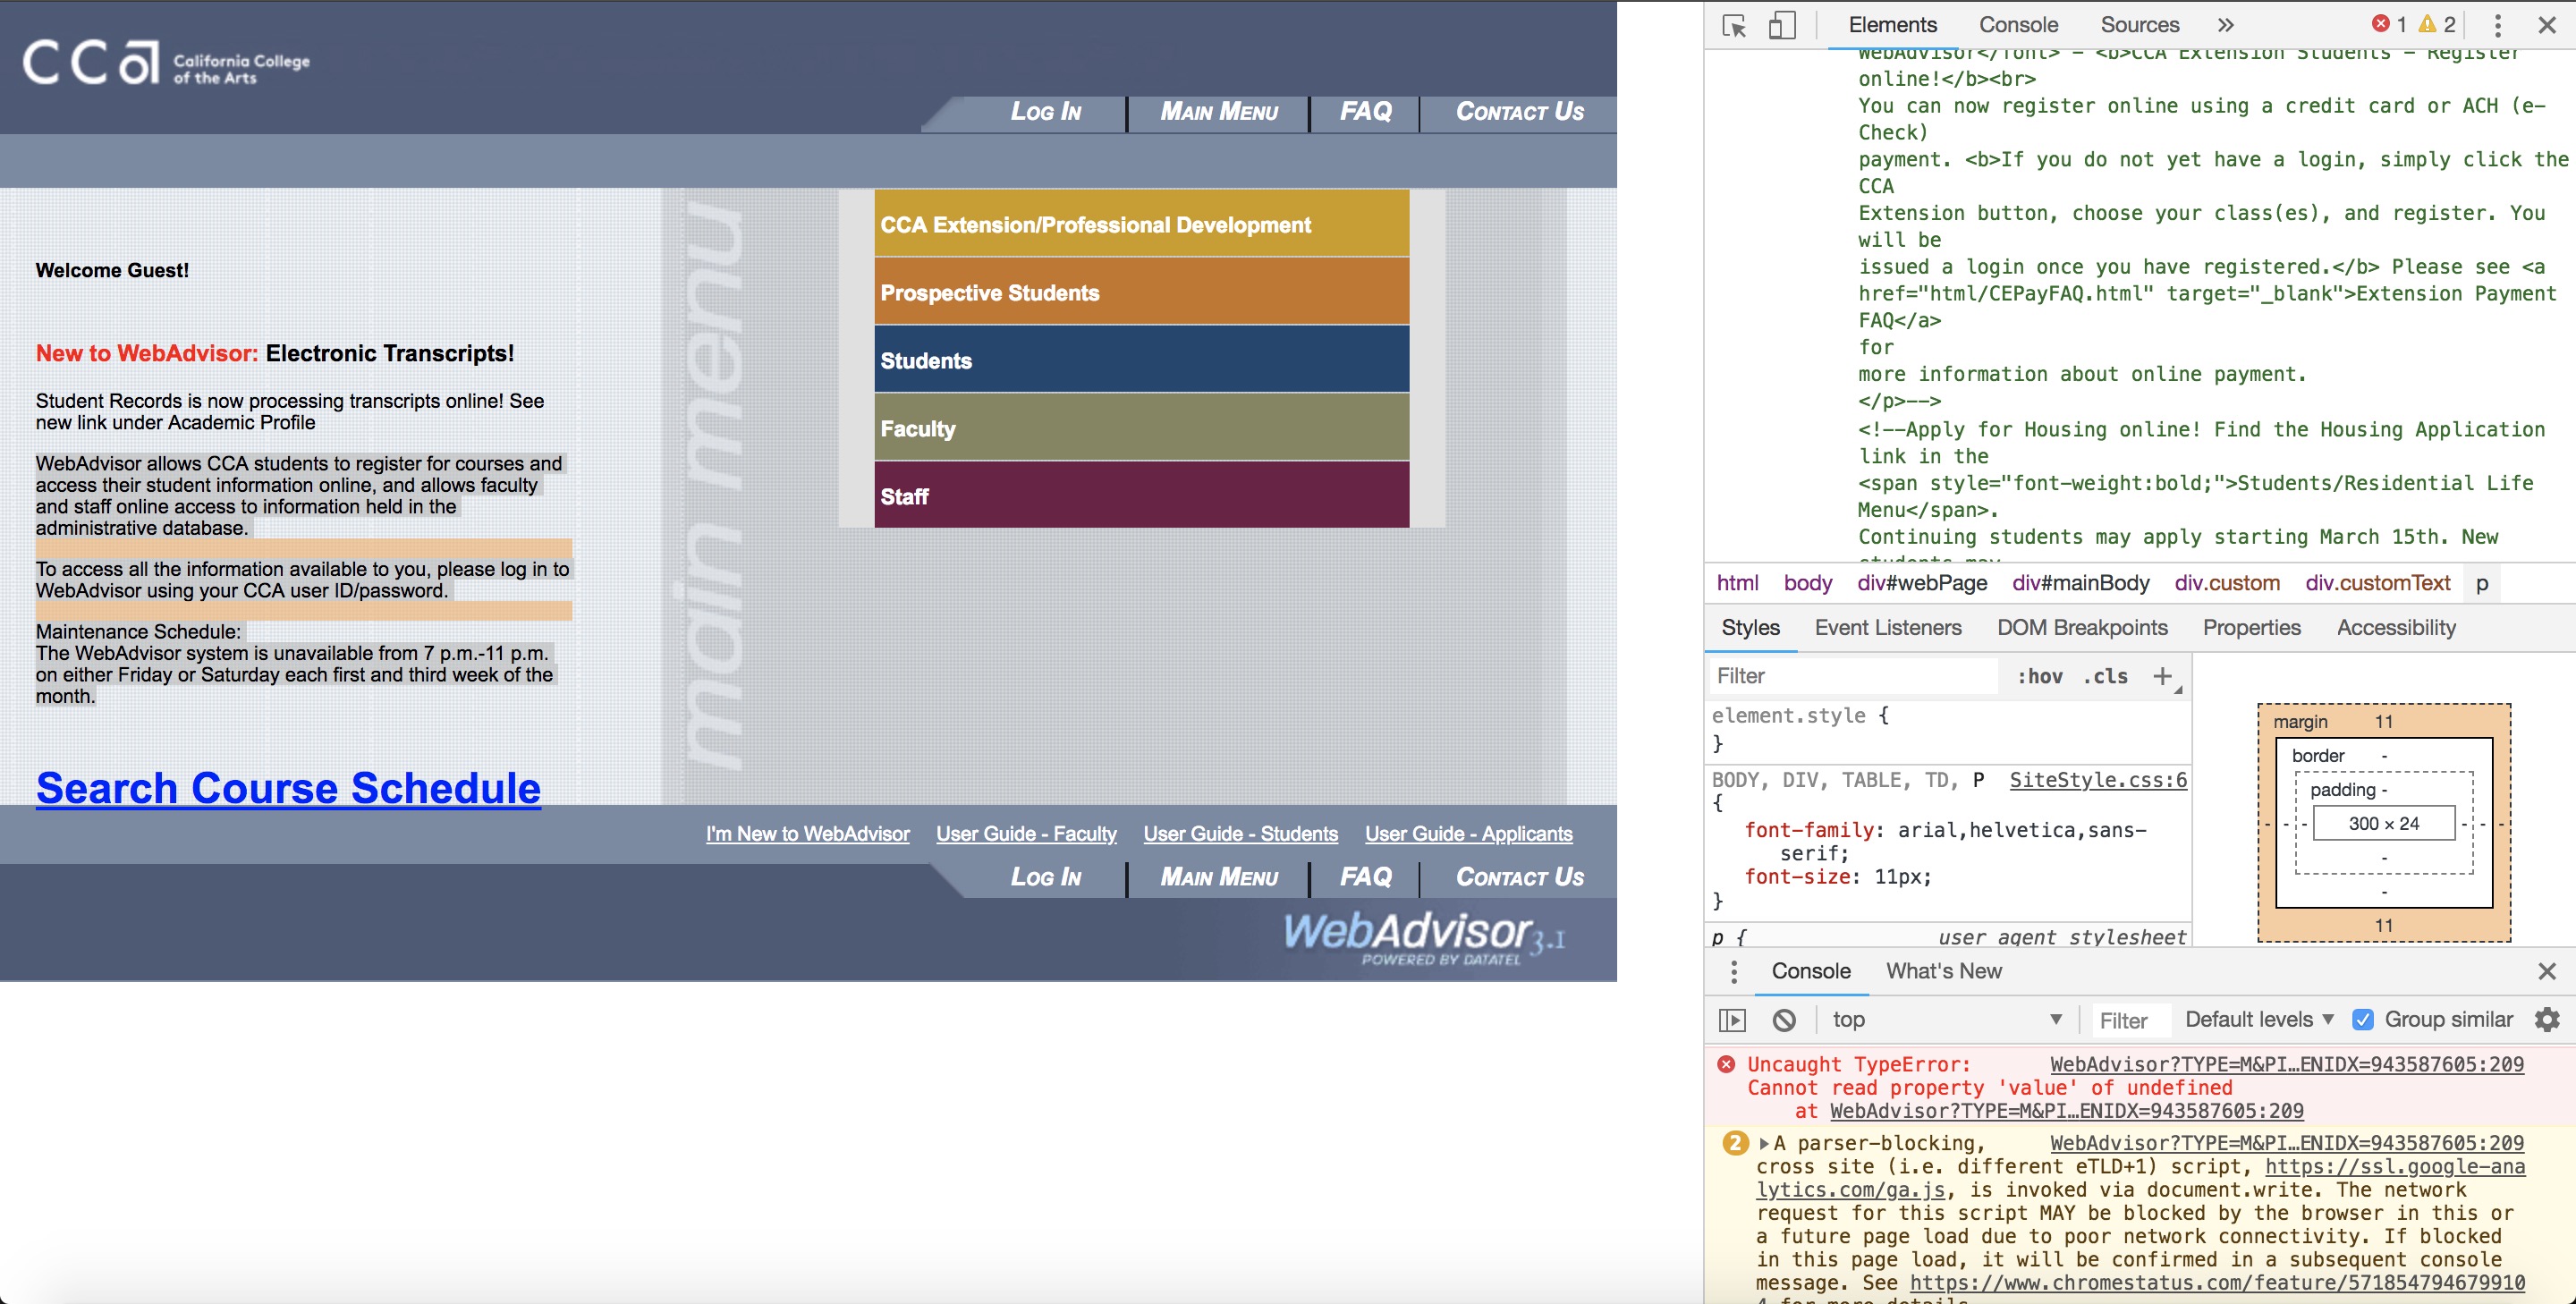 CCA California College
of the Arts
Log In
Main Menu
FAQ
Contact Us
main menu
Welcome Guest!
New to WebAdvisor: Electronic Transcripts!
Student Records is now processing transcripts online! See
new link under Academic Profile
WebAdvisor allows CCA students to register for courses and
access their student information online, and allows faculty
and staff online access to information held in the
administrative database.
To access all the information available to you, please log in to
WebAdvisor using your CCA user ID/password.
Maintenance Schedule:
The WebAdvisor system is unavailable from 7 p.m.-11 p.m.
on either Friday or Saturday each first and third week of the
month.
Search Course Schedule
CCA Extension/Professional Development
Prospective Students
Students
Faculty
Staff
I'm New to WebAdvisor
User Guide - Faculty
User Guide - Students
User Guide - Applicants
Log In
Main Menu
FAQ
Contact Us
WebAdvisor 3.1
POWERED BY DATATEL
Elements
Console
Sources
»
1
2
WebAdvisor</font> - <b>CCA Extension Students - Register
online!</b><br>
You can now register online using a credit card or ACH (e-
Check)
payment. <b>If you do not yet have a login, simply click the
CCA
Extension button, choose your class(es), and register. You
will be
issued a login once you have registered.</b> Please see <a
href="html/CEPayFAQ.html" target="_blank">Extension Payment
FAQ</a>
for
more information about online payment.
</p>-->
<!--Apply for Housing online! Find the Housing Application
link in the
<span style="font-weight:bold;">Students/Residential Life
Menu</span>.
Continuing students may apply starting March 15th. New
students may
html body div#webPage div#mainBody div.custom div.customText p
Styles
Event Listeners
DOM Breakpoints
Properties
Accessibility
Filter
:hov
.cls
+
element.style {
}
BODY, DIV, TABLE, TD, P
SiteStyle.css:6
{
font-family: arial,helvetica,sans-
serif;
font-size: 11px;
}
p {
user agent stylesheet
margin
11
border
-
padding -
- - - 300 × 24 - - -
-
-
11
Console
What's New
top
Filter
Default levels
Group similar
Uncaught TypeError:
WebAdvisor?TYPE=M&PI…ENIDX=943587605:209
Cannot read property 'value' of undefined
at WebAdvisor?TYPE=M&PI…ENIDX=943587605:209
2
A parser-blocking,
WebAdvisor?TYPE=M&PI…ENIDX=943587605:209
cross site (i.e. different eTLD+1) script, https://ssl.google-ana
lytics.com/ga.js, is invoked via document.write. The network
request for this script MAY be blocked by the browser in this or
a future page load due to poor network connectivity. If blocked
in this page load, it will be confirmed in a subsequent console
message. See https://www.chromestatus.com/feature/571854794679910
4 for more details.